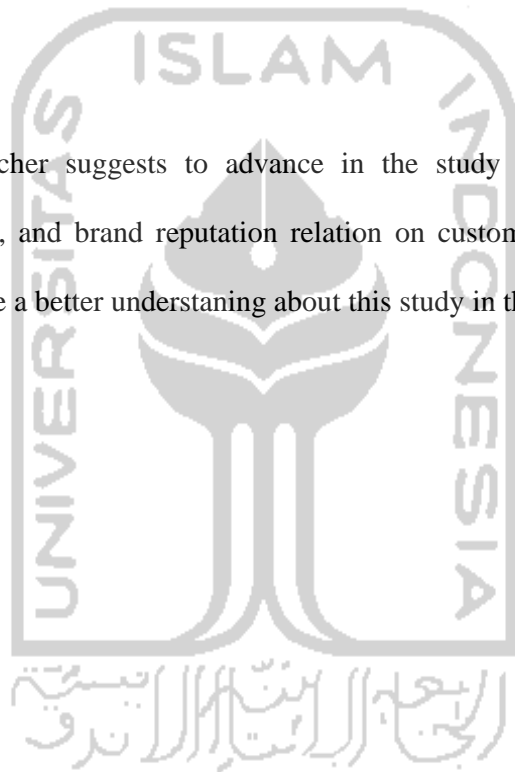 ISLAM
UNIVERSITAS
INDONESIA
cher suggests to advance in the study
, and brand reputation relation on custom
e a better understaning about this study in th